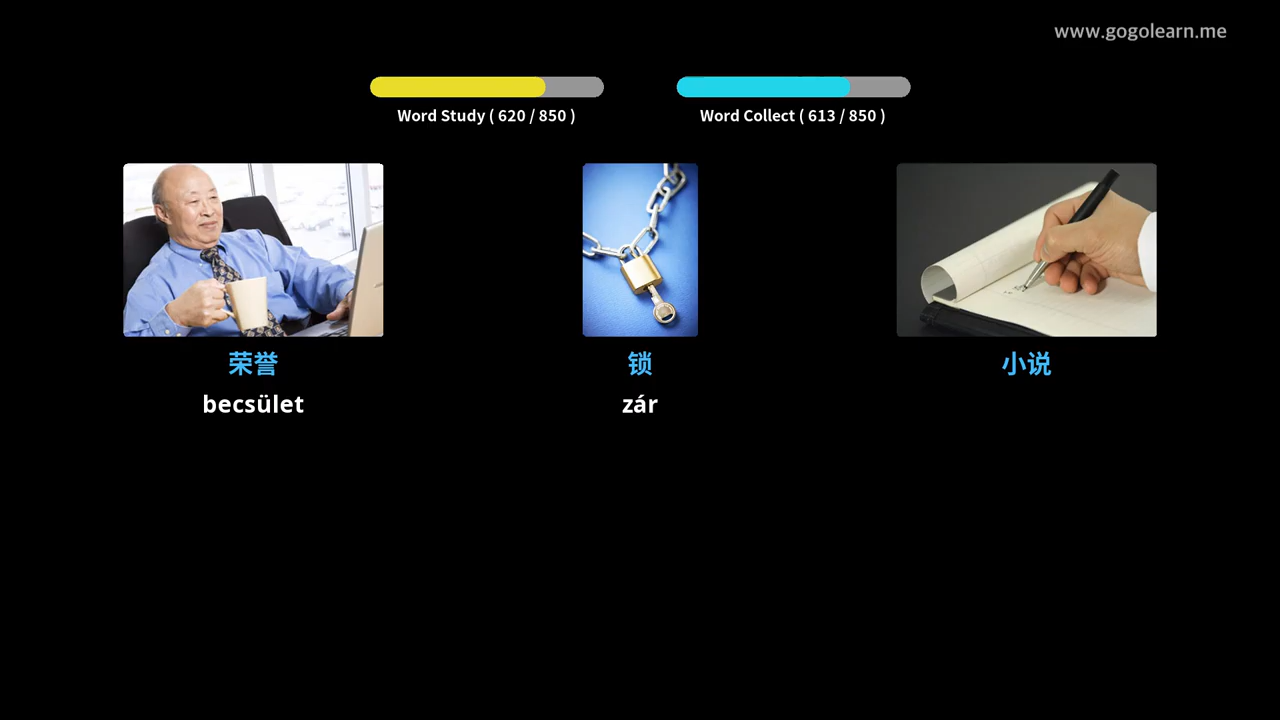 www.gogolearn.me
Word Study ( 620 / 850 )
Word Collect ( 613 / 850 )
荣誉
锁
小说
becsület
zár